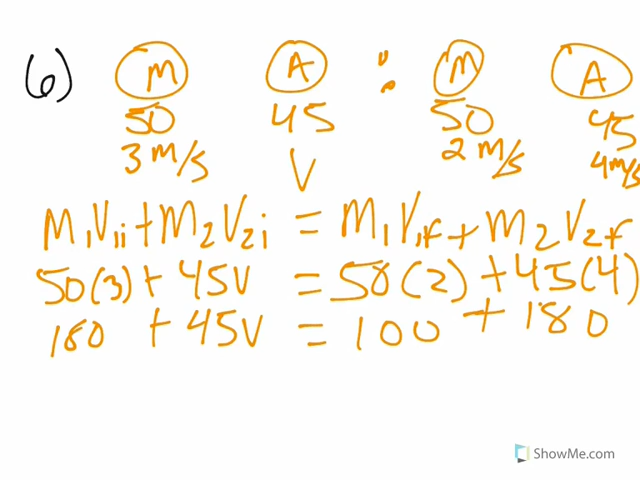 6) M A : M A
50 45 50 45
3 m/s V 2 m/s 4 m/s
M₁V₁i + M₂V₂i = M₁V₁f + M₂V₂f
50(3) + 45V = 50(2) + 45(4)
180 + 45V = 100 + 180
ShowMe.com